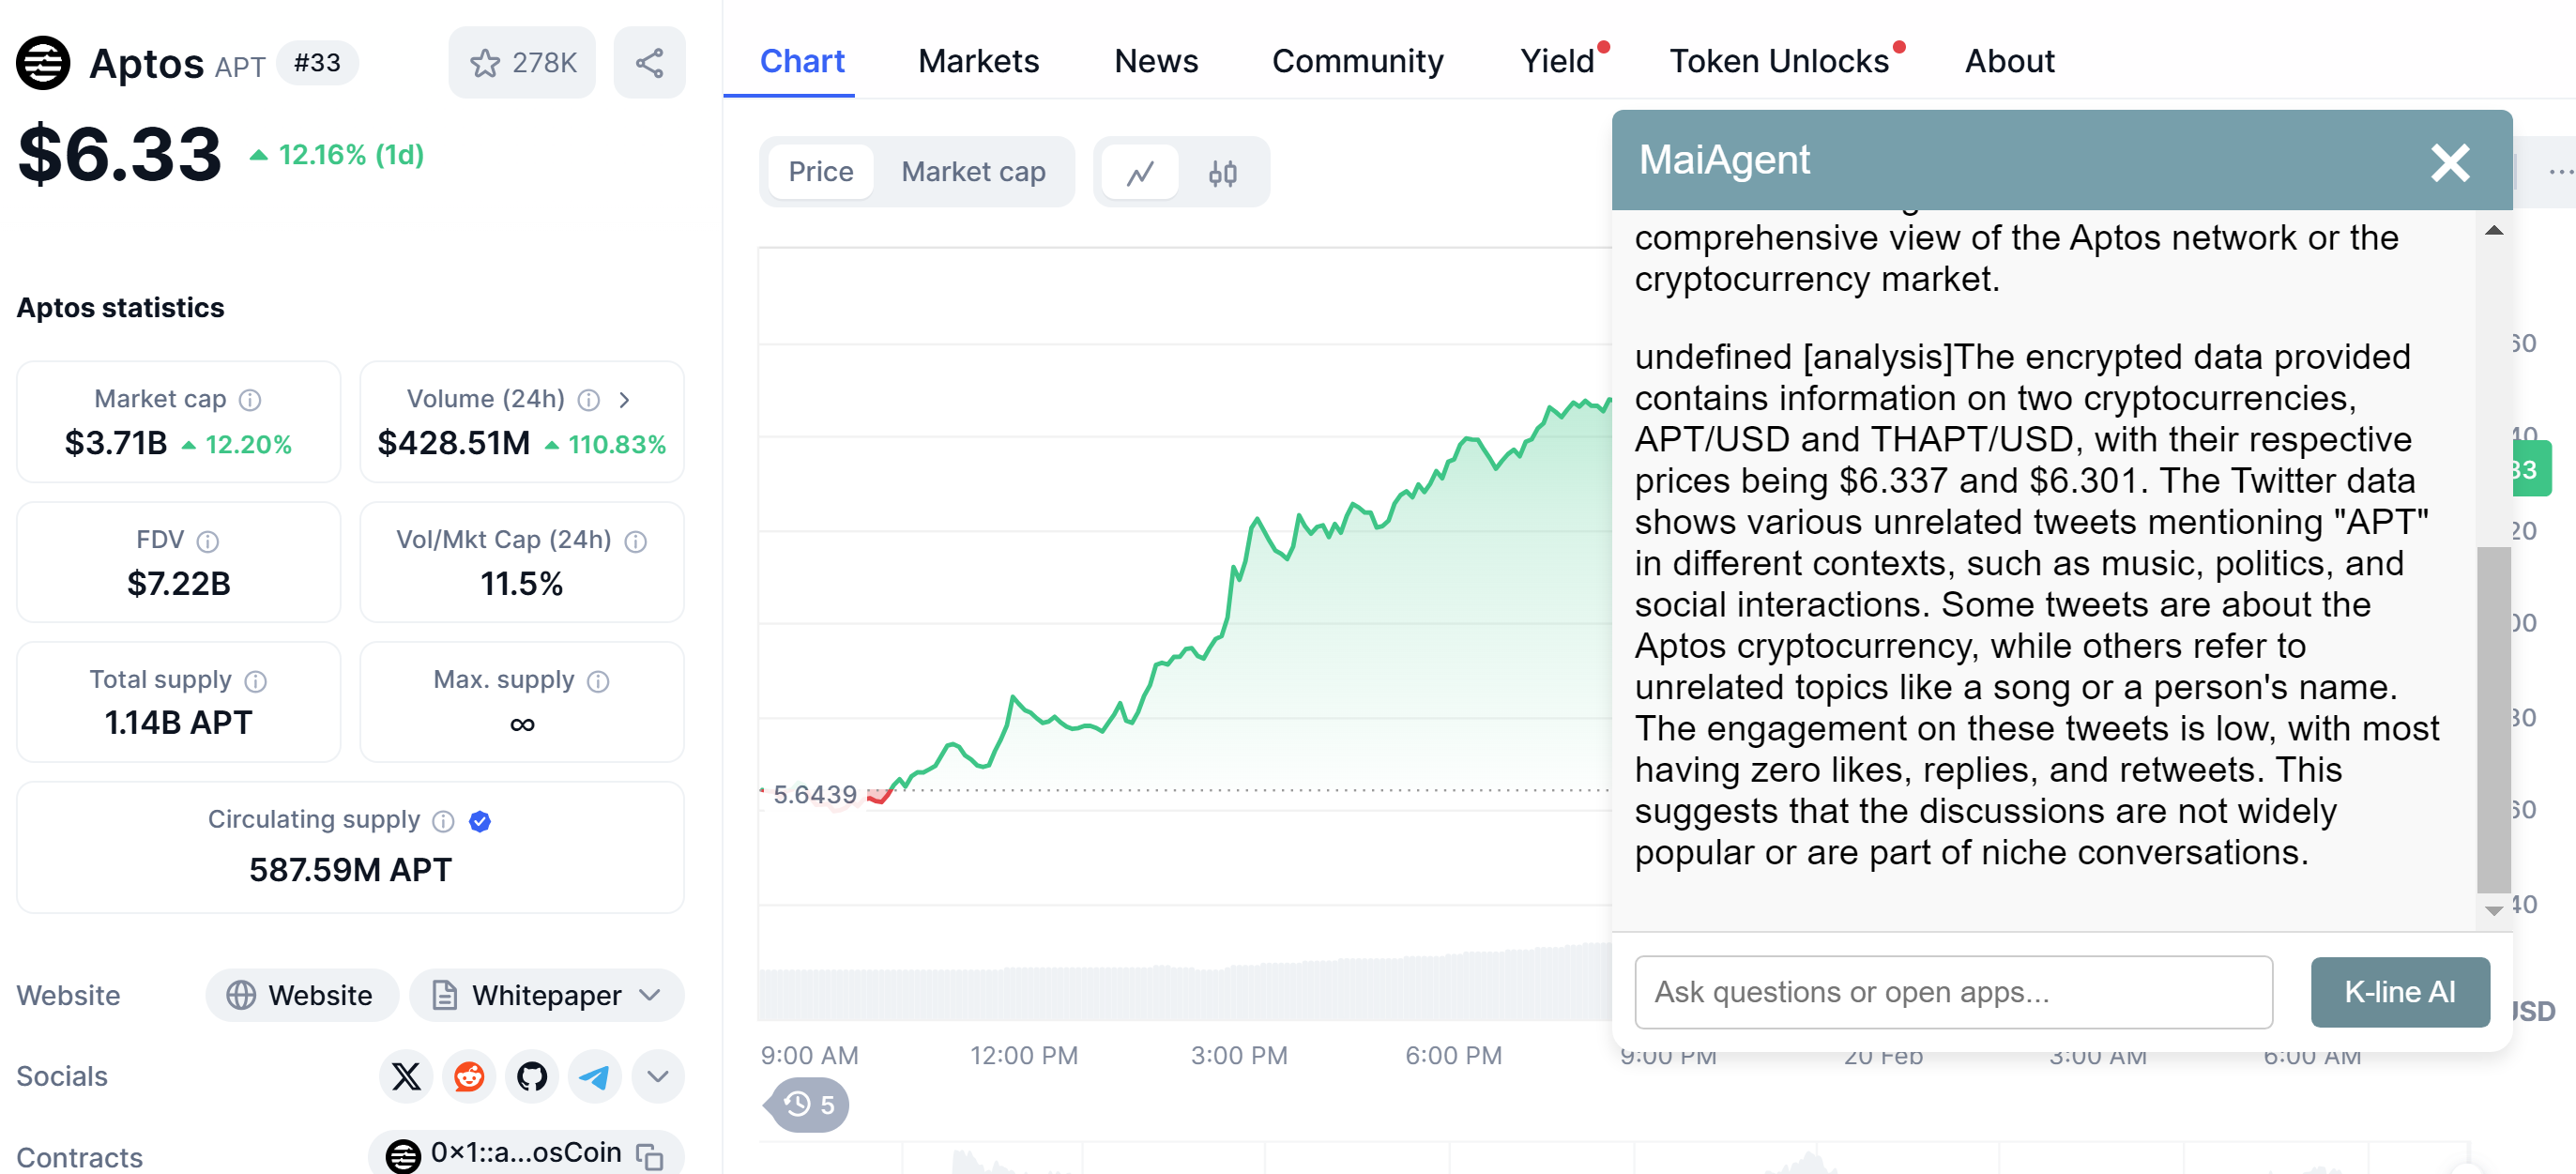 Aptos APT #33
278K
$6.33 12.16% (1d)
Aptos statistics
Market cap
$3.71B 12.20%
Volume (24h)
$428.51M 110.83%
FDV
$7.22B
Vol/Mkt Cap (24h)
11.5%
Total supply
1.14B APT
Max. supply
∞
Circulating supply
587.59M APT
Website Website Whitepaper
Socials
Contracts 0x1::a...osCoin
Chart Markets News Community Yield Token Unlocks About
Price Market cap
5.6439
9:00 AM 12:00 PM 3:00 PM 6:00 PM 9:00 PM 20 Feb 3:00 AM 6:00 AM
5
MaiAgent
comprehensive view of the Aptos network or the
cryptocurrency market.
undefined [analysis]The encrypted data provided
contains information on two cryptocurrencies,
APT/USD and THAPT/USD, with their respective
prices being $6.337 and $6.301. The Twitter data
shows various unrelated tweets mentioning "APT"
in different contexts, such as music, politics, and
social interactions. Some tweets are about the
Aptos cryptocurrency, while others refer to
unrelated topics like a song or a person's name.
The engagement on these tweets is low, with most
having zero likes, replies, and retweets. This
suggests that the discussions are not widely
popular or are part of niche conversations.
Ask questions or open apps...
K-line AI